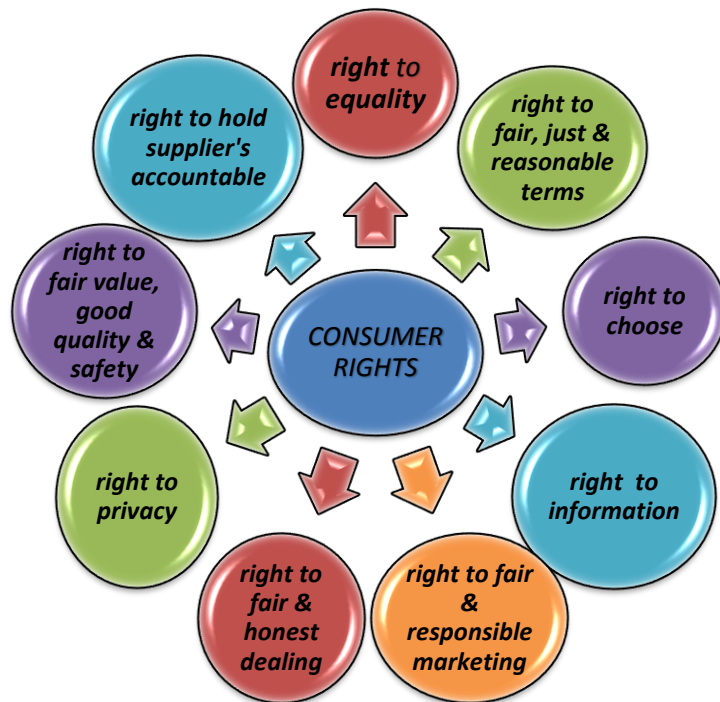 right to
equality
right to
fair, just &
reasonable
terms
right to
choose
right to
information
right to fair
&
responsible
marketing
right to
fair &
honest
dealing
right to
privacy
right to
fair value,
good
quality &
safety
right to hold
supplier's
accountable
CONSUMER
RIGHTS